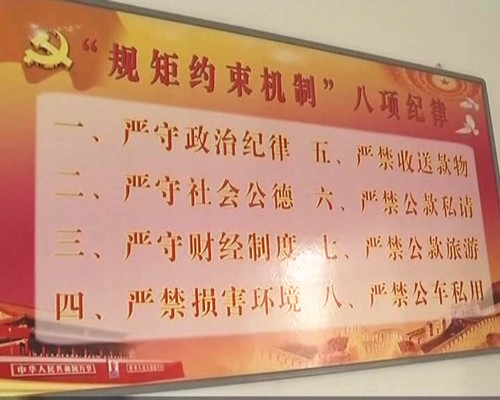 “规矩约束机制”八项纪律
一、严守政治纪律
二、严守社会公德
三、严守财经制度
四、严禁损害环境
五、严禁收送款物
六、严禁公款私请
七、严禁公款旅游
八、严禁公车私用
中华人民共和国万岁